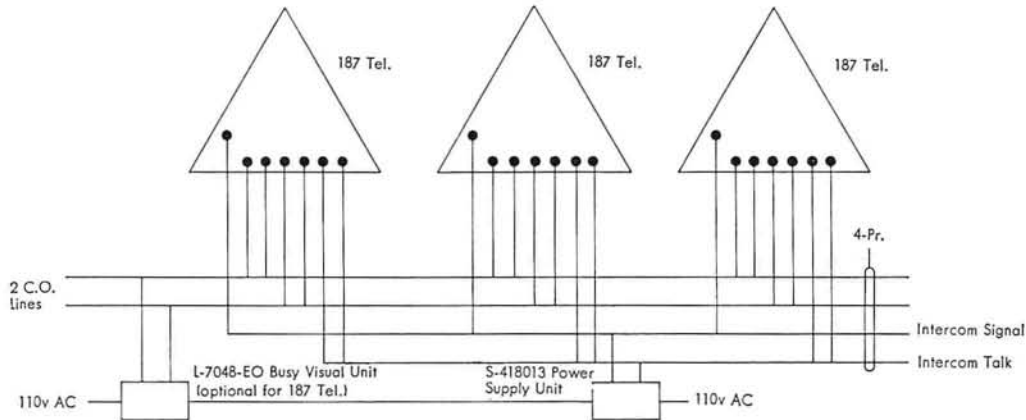 187 Tel.
187 Tel.
187 Tel.
4-Pr.
2 C.O.
Lines
Intercom Signal
Intercom Talk
L-7048-EO Busy Visual Unit
(optional for 187 Tel.)
S-418013 Power
Supply Unit
110v AC
110v AC